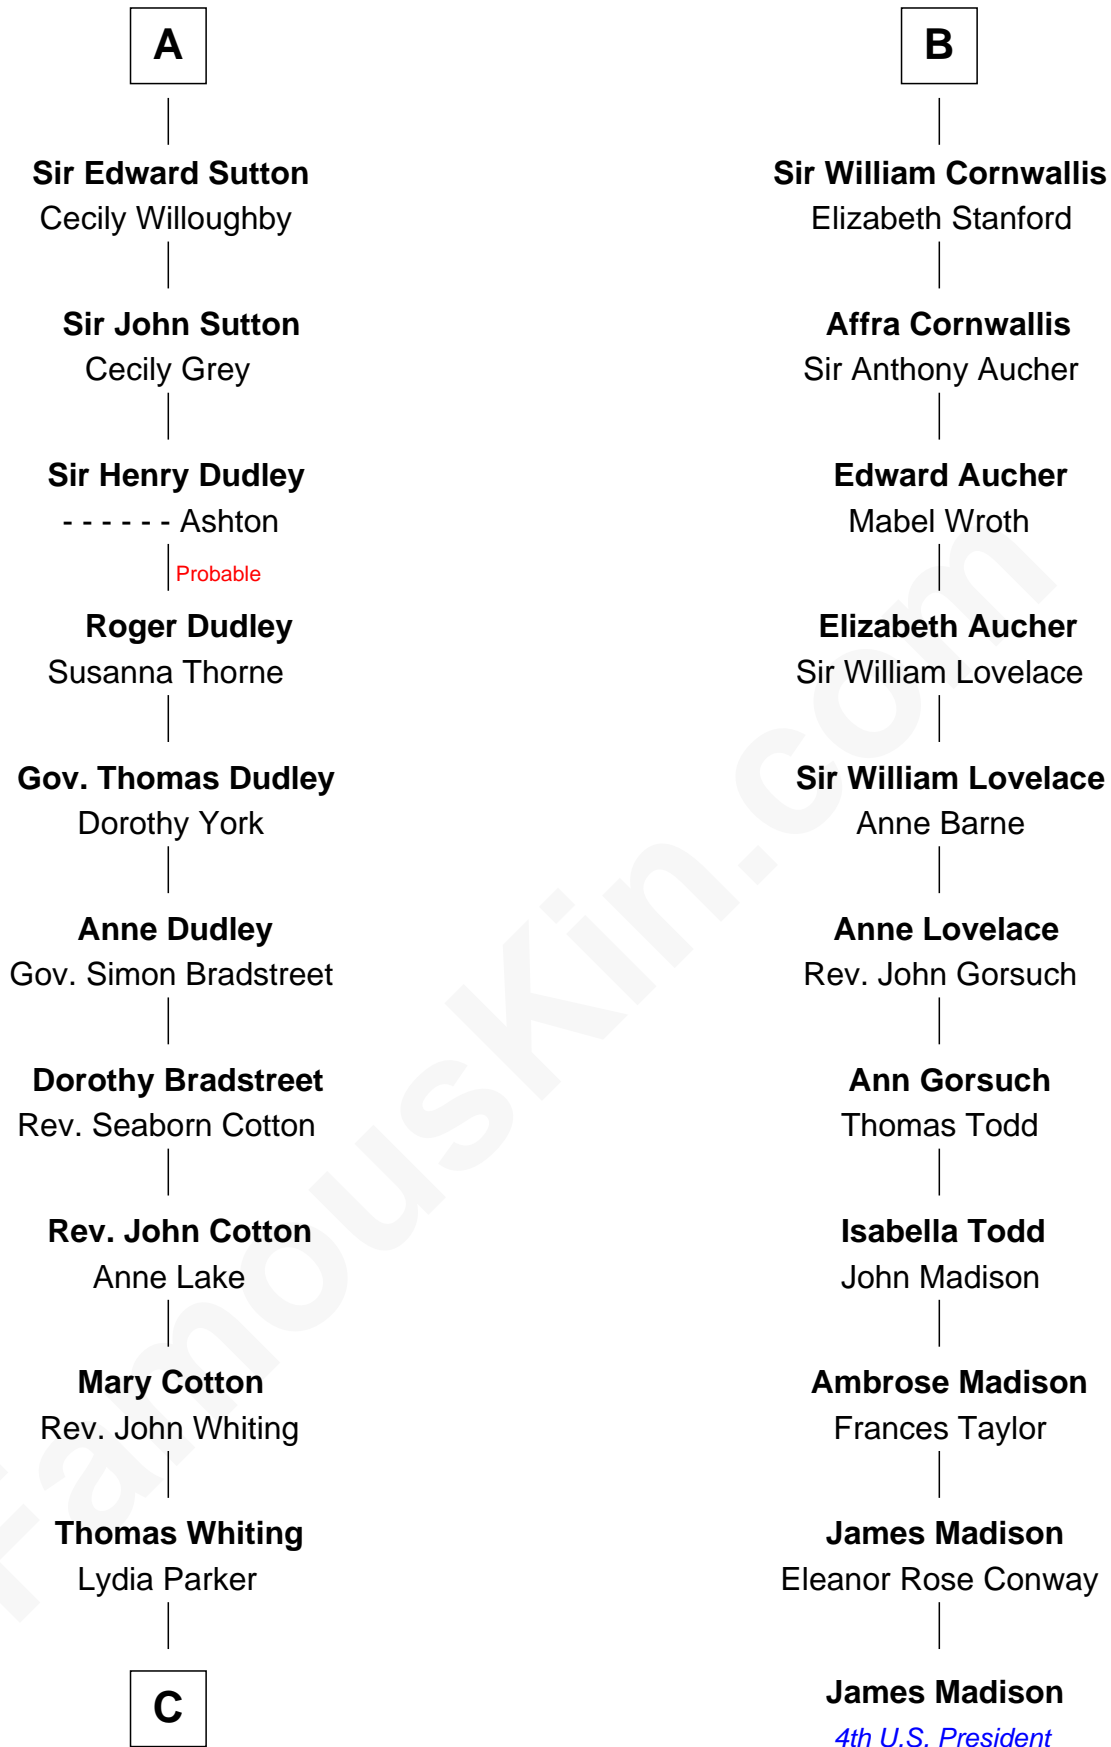 A
Sir Edward Sutton
Cecily Willoughby
Sir John Sutton
Cecily Grey
Sir Henry Dudley
- - - - - - Ashton
Probable
Roger Dudley
Susanna Thorne
Gov. Thomas Dudley
Dorothy York
Anne Dudley
Gov. Simon Bradstreet
Dorothy Bradstreet
Rev. Seaborn Cotton
Rev. John Cotton
Anne Lake
Mary Cotton
Rev. John Whiting
Thomas Whiting
Lydia Parker
C
B
Sir William Cornwallis
Elizabeth Stanford
Affra Cornwallis
Sir Anthony Aucher
Edward Aucher
Mabel Wroth
Elizabeth Aucher
Sir William Lovelace
Sir William Lovelace
Anne Barne
Anne Lovelace
Rev. John Gorsuch
Ann Gorsuch
Thomas Todd
Isabella Todd
John Madison
Ambrose Madison
Frances Taylor
James Madison
Eleanor Rose Conway
James Madison
4th U.S. President
FamousKin.com